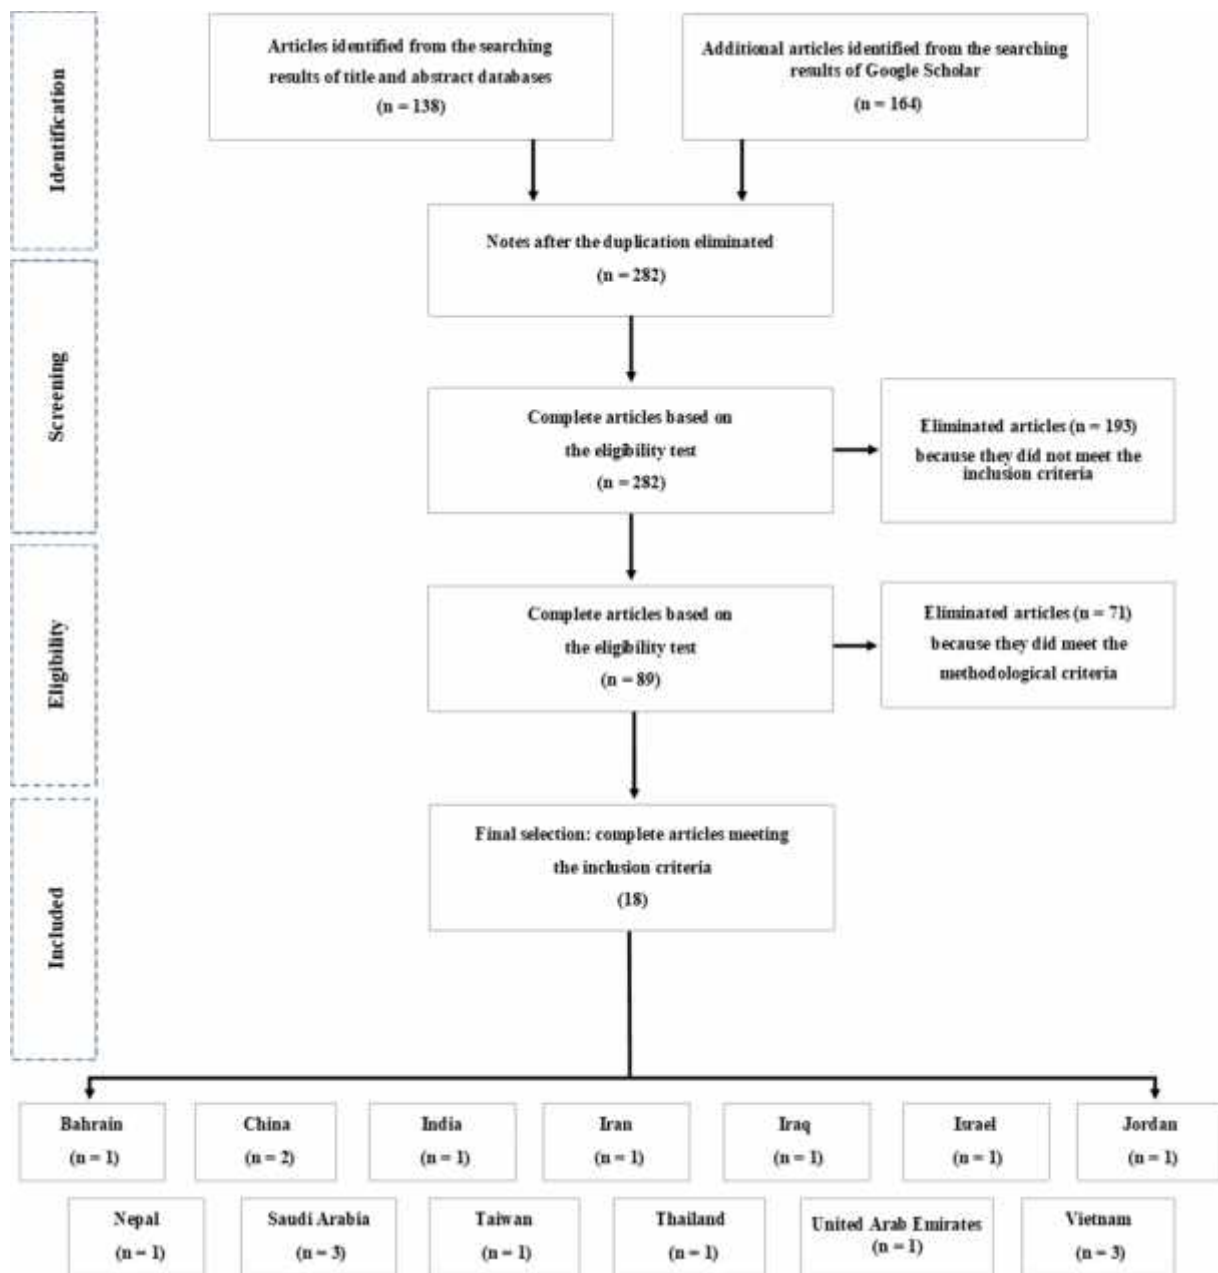 Identification
Articles identified from the searching
results of title and abstract databases
(n = 138)
Additional articles identified from the searching
results of Google Scholar
(n = 164)
Notes after the duplication eliminated
(n = 282)
Screening
Complete articles based on
the eligibility test
(n = 282)
Eliminated articles (n = 193)
because they did not meet the
inclusion criteria
Eligibility
Complete articles based on
the eligibility test
(n = 89)
Eliminated articles (n = 71)
because they did meet the
methodological criteria
Included
Final selection: complete articles meeting
the inclusion criteria
(18)
Bahrain
(n = 1)
China
(n = 2)
India
(n = 1)
Iran
(n = 1)
Iraq
(n = 1)
Israel
(n = 1)
Jordan
(n = 1)
Nepal
(n = 1)
Saudi Arabia
(n = 3)
Taiwan
(n = 1)
Thailand
(n = 1)
United Arab Emirates
(n = 1)
Vietnam
(n = 3)